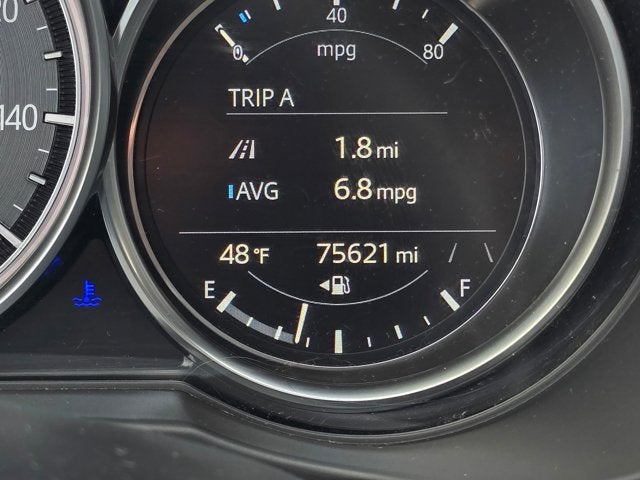 40
0 mpg 80
TRIP A
140
1.8 mi
AVG 6.8 mpg
48°F 75621 mi
E F